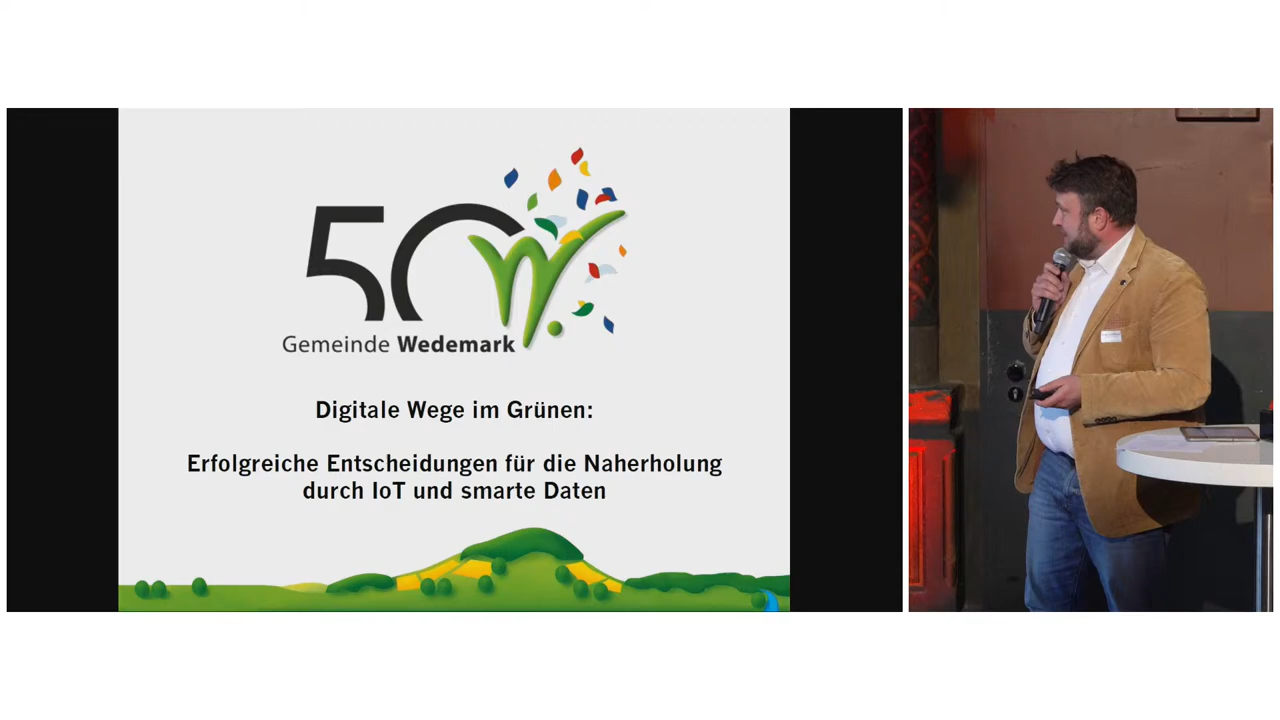 50
Gemeinde Wedemark
Digitale Wege im Grünen:
Erfolgreiche Entscheidungen für die Naherholung
durch IoT und smarte Daten